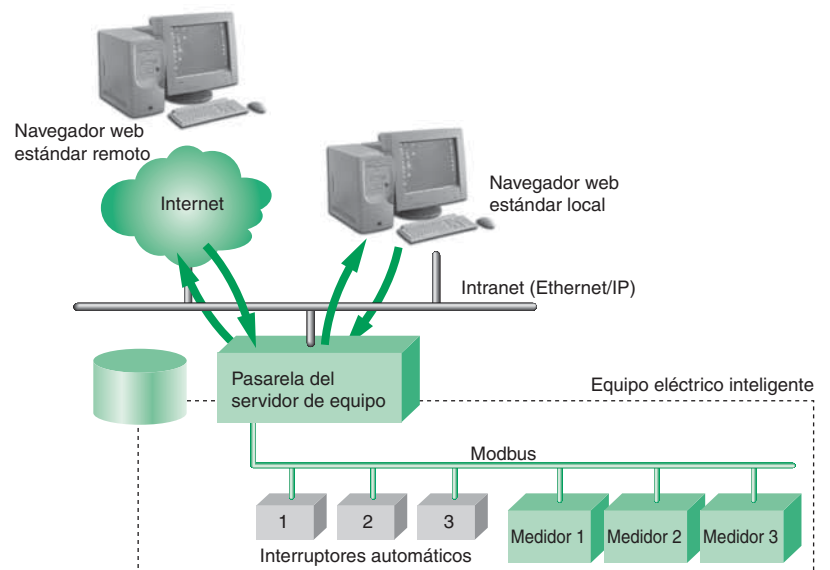 Navegador web
estándar remoto
Internet
Navegador web
estándar local
Intranet (Ethernet/IP)
Pasarela del
servidor de equipo
Equipo eléctrico inteligente
Modbus
1
2
3
Medidor 1
Medidor 2
Medidor 3
Interruptores automáticos